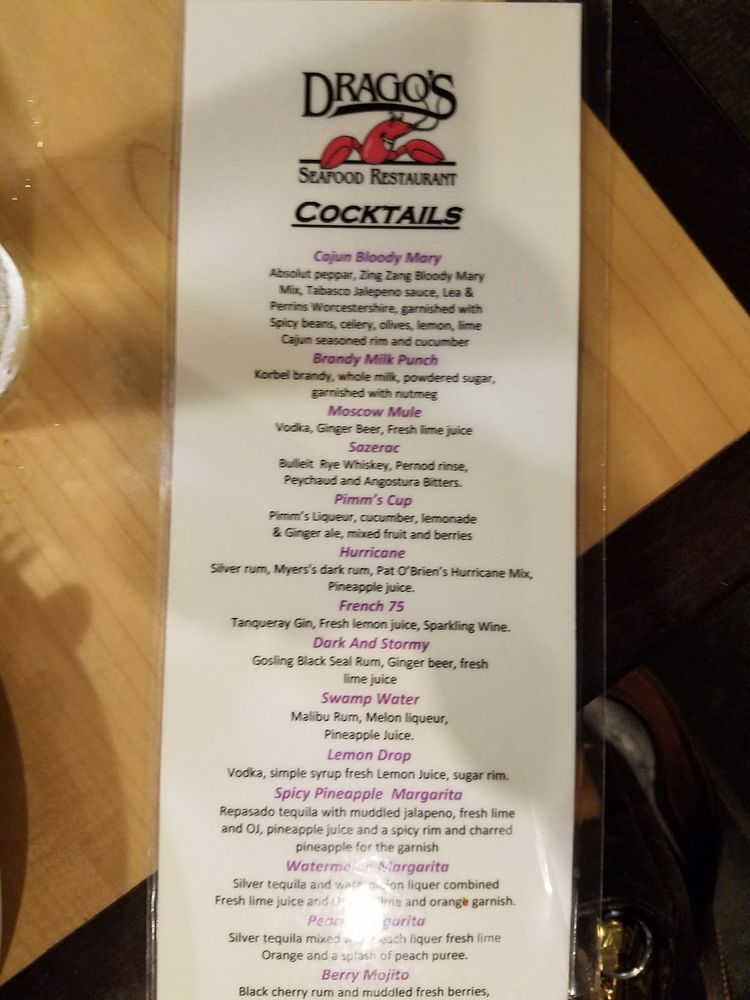 DRAGO'S
SEAFOOD RESTAURANT
COCKTAILS
Cajun Bloody Mary
Absolut peppar, Zing Zang Bloody Mary
Mix, Tabasco Jalepeno sauce, Lea &
Perrins Worcestershire, garnished with
Spicy beans, celery, olives, lemon, lime
Cajun seasoned rim and cucumber
Brandy Milk Punch
Korbel brandy, whole milk, powdered sugar,
garnished with nutmeg
Moscow Mule
Vodka, Ginger Beer, Fresh lime juice
Sazerac
Bulleit Rye Whiskey, Pernod rinse,
Peychaud and Angostura Bitters.
Pimm's Cup
Pimm's Liqueur, cucumber, lemonade
& Ginger ale, mixed fruit and berries
Hurricane
Silver rum, Myers's dark rum, Pat O'Brien's Hurricane Mix,
Pineapple juice.
French 75
Tanqueray Gin, Fresh lemon juice, Sparkling Wine.
Dark And Stormy
Gosling Black Seal Rum, Ginger beer, fresh
lime juice
Swamp Water
Malibu Rum, Melon liqueur,
Pineapple Juice.
Lemon Drop
Vodka, simple syrup fresh Lemon Juice, sugar rim.
Spicy Pineapple Margarita
Repasado tequila with muddled jalapeno, fresh lime
and OJ, pineapple juice and a spicy rim and charred
pineapple for the garnish
Watermelon Margarita
Silver tequila and watermelon liquer combined
Fresh lime juice and lime and orange garnish.
Peach Margarita
Silver tequila mixed peach liquer fresh lime
Orange and a splash of peach puree.
Berry Mojito
Black cherry rum and muddled fresh berries,